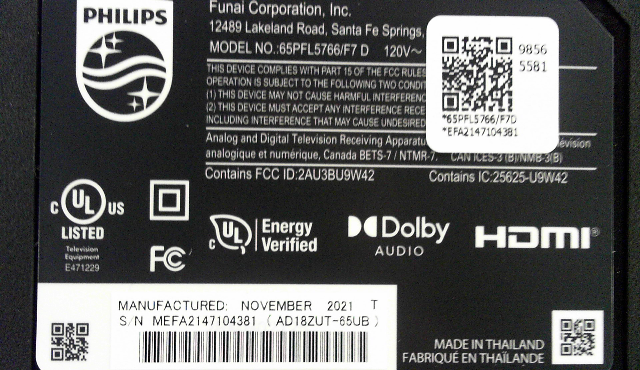 PHILIPS
Funai Corporation, Inc.
12489 Lakeland Road, Santa Fe Springs,
MODEL NO.:65PFL5766/F7 D 120V~
THIS DEVICE COMPLIES WITH PART 15 OF THE FCC RULES
OPERATION IS SUBJECT TO THE FOLLOWING TWO CONDIT
(1) THIS DEVICE MAY NOT CAUSE HARMFUL INTERFERENC
(2) THIS DEVICE MUST ACCEPT ANY INTERFERENCE RECE
INCLUDING INTERFERENCE THAT MAY CAUSE UNDESIRED
9856
5581
*65PFL5766/F7D
*EFA2147104381
Analog and Digital Television Receiving Apparatu
analogique et numérique, Canada BETS-7 / NTMR-7. CAN ICES-3 (B)/NMB-3(B)
Contains FCC ID:2AU3BU9W42 Contains IC:25625-U9W42
C UL US
LISTED
Television
Equipment
E471229
FC
C UL Energy
Verified
Dolby
AUDIO
HDMI®
MANUFACTURED: NOVEMBER 2021 T
S/N MEFA2147104381 ( AD18ZUT-65UB )
MADE IN THAILAND
FABRIQUÉ EN THAÏLANDE